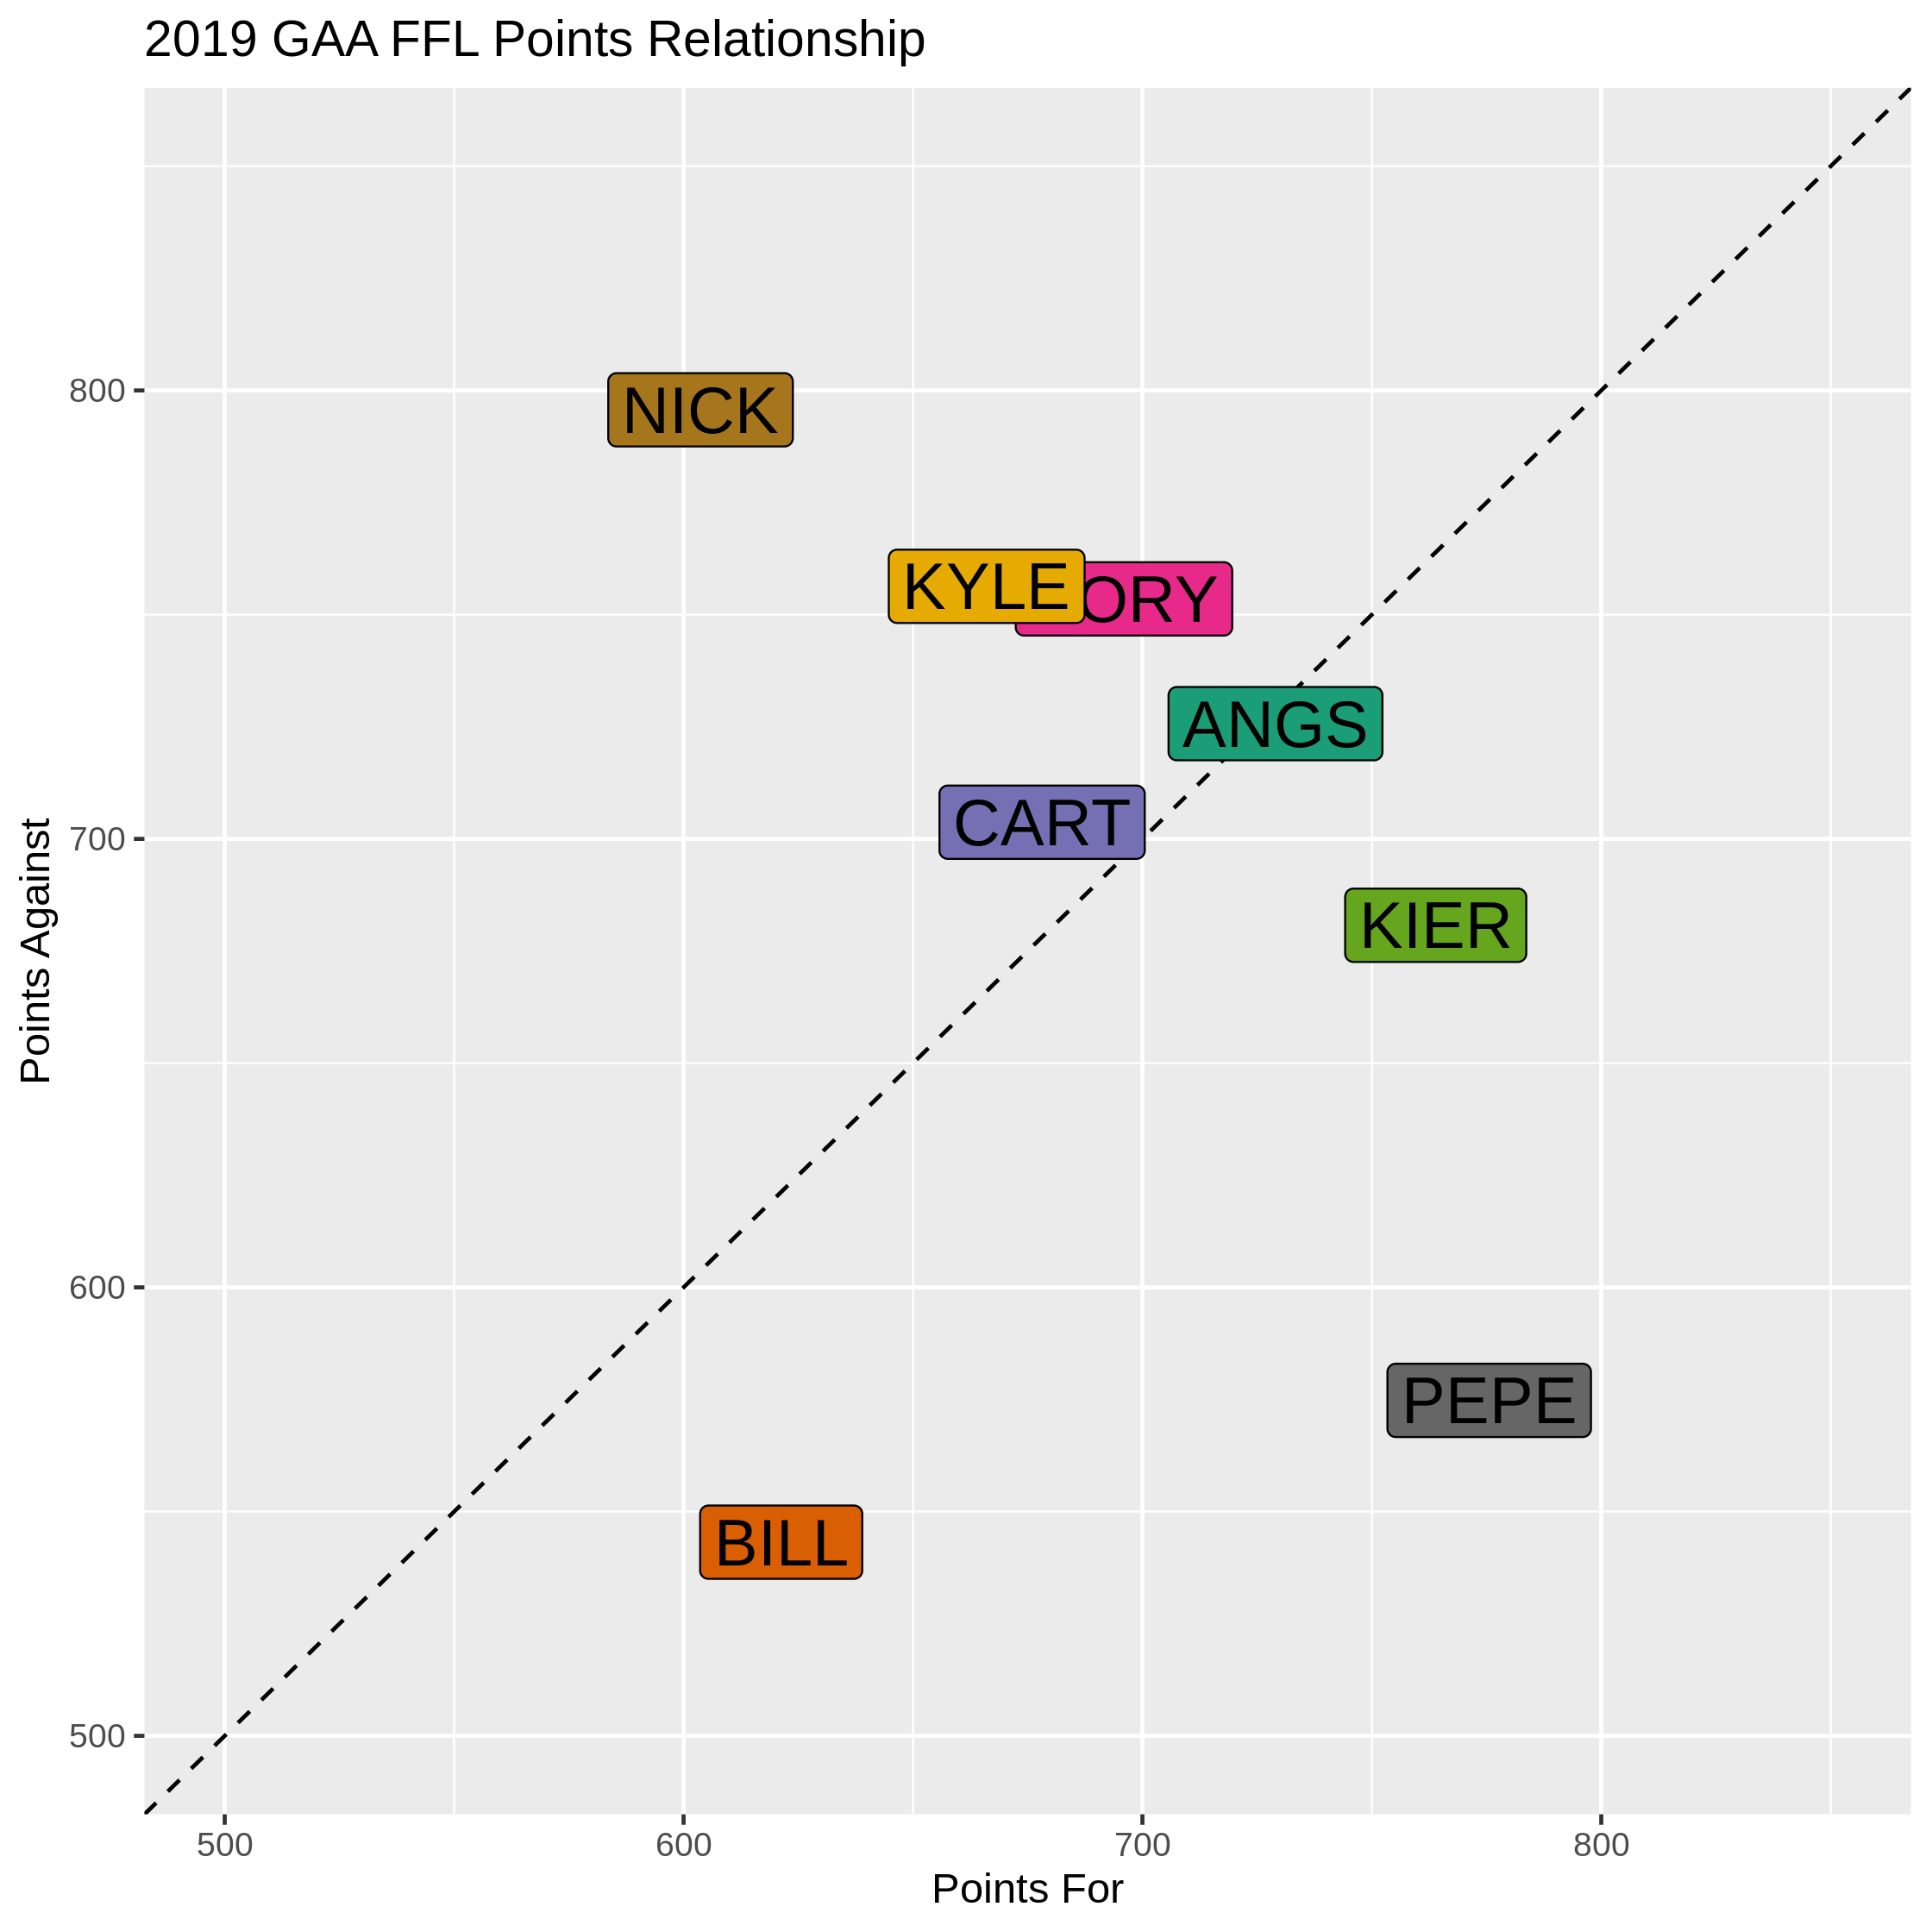 2019 GAA FFL Points Relationship
Points Against
800
700
600
500
NICK
KYLE
ORY
ANGS
CART
KIER
PEPE
BILL
500
600
700
800
Points For